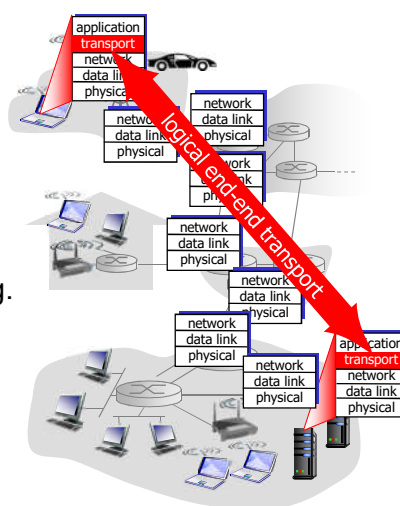 application
transport
network
data link
physical
network
data link
physical
network
data link
physical
network
data link
physical
logical end-end transport
network
data link
physical
g.
network
data link
physical
network
data link
physical
application
transport
network
data link
physical
network
data link
physical